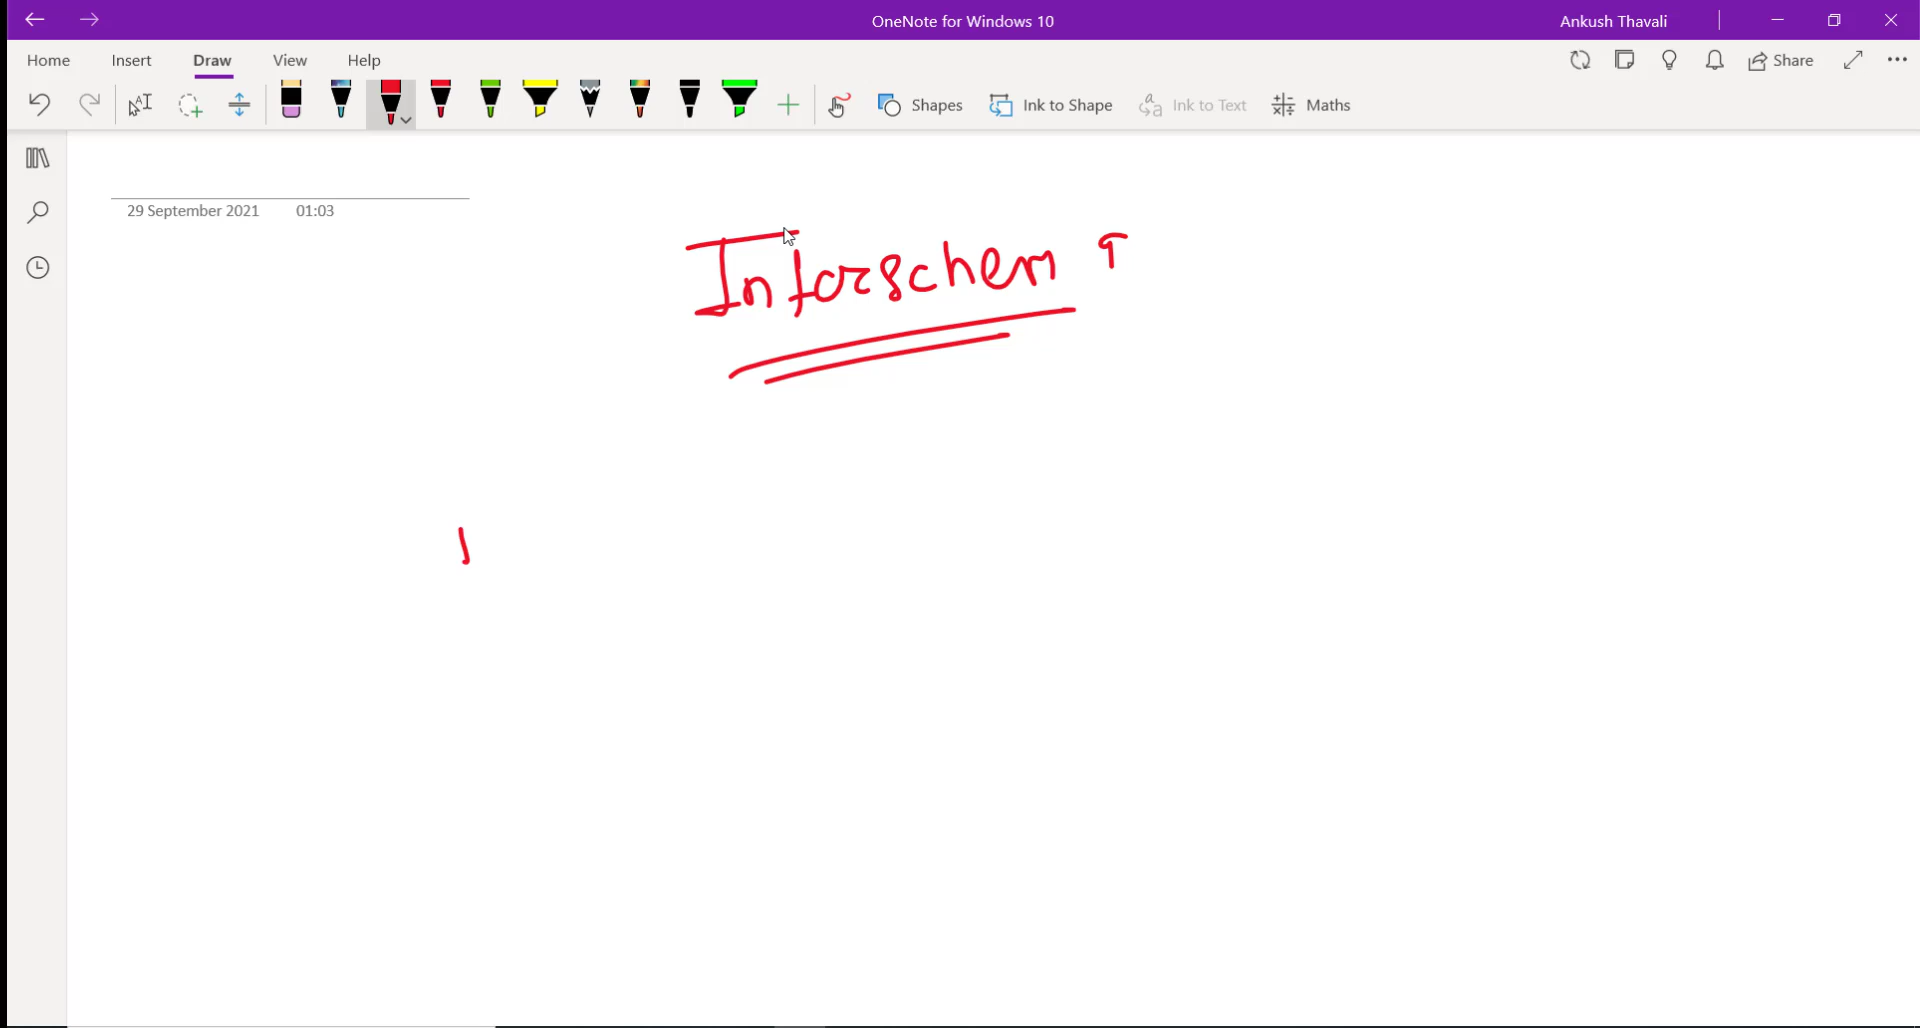 OneNote for Windows 10
Ankush Thavali
Home Insert Draw View Help
Share
Shapes Ink to Shape Ink to Text Maths
29 September 2021 01:03
Inforschem